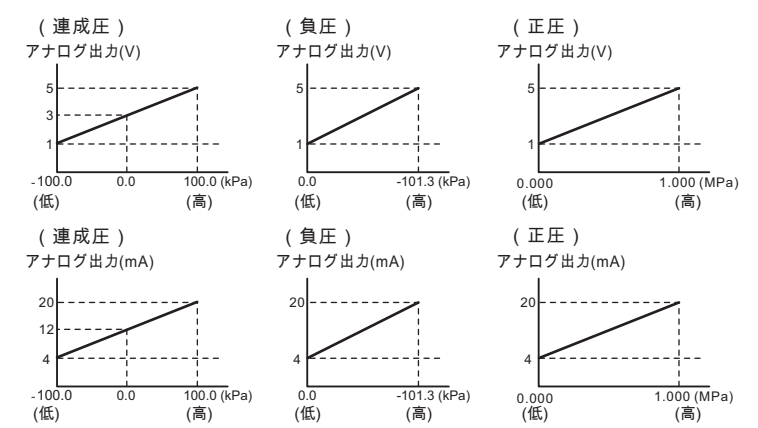 (連成圧)
アナログ出力(V)
5
3
1
-100.0 0.0 100.0 (kPa)
(低) (高)
(負圧)
アナログ出力(V)
5
1
0.0 -101.3 (kPa)
(低) (高)
(正圧)
アナログ出力(V)
5
1
0.000 1.000 (MPa)
(低) (高)
(連成圧)
アナログ出力(mA)
20
12
4
-100.0 0.0 100.0 (kPa)
(低) (高)
(負圧)
アナログ出力(mA)
20
4
0.0 -101.3 (kPa)
(低) (高)
(正圧)
アナログ出力(mA)
20
4
0.000 1.000 (MPa)
(低) (高)